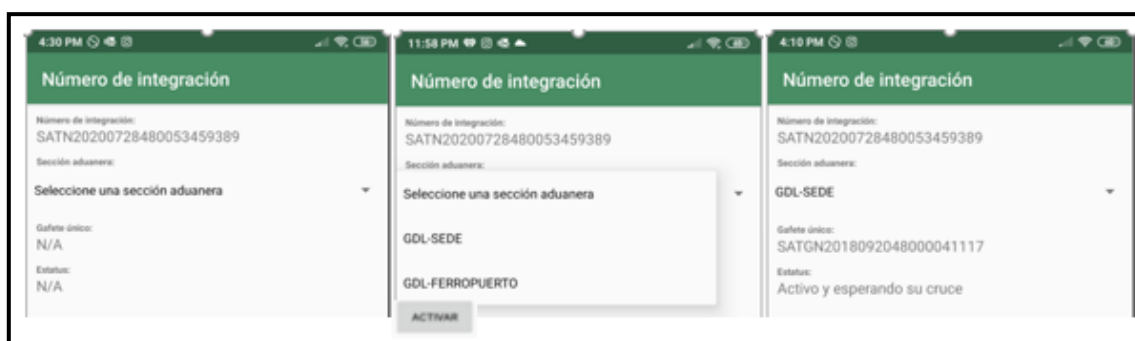 4:30 PM
Número de integración
Número de integración:
SATN20200728480053459389
Sección aduanera:
Seleccione una sección aduanera
Gafete único:
N/A
Estatus:
N/A
11:58 PM
Número de integración
Número de integración:
SATN20200728480053459389
Sección aduanera:
Seleccione una sección aduanera
GDL-SEDE
GDL-FERROPUERTO
ACTIVAR
4:10 PM
Número de integración
Número de integración:
SATN20200728480053459389
Sección aduanera:
GDL-SEDE
Gafete único:
SATGN2018092048000041117
Estatus:
Activo y esperando su cruce